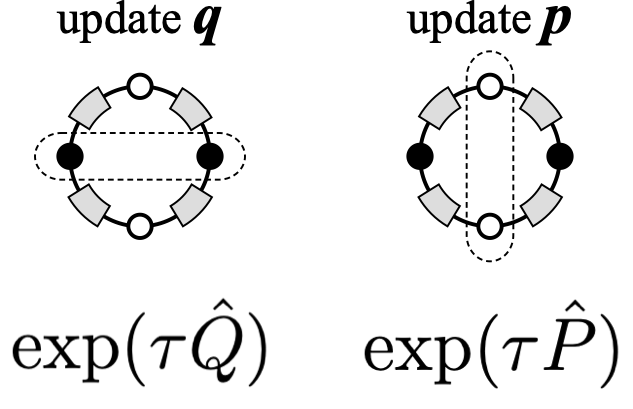 update q
update p
exp(τQ̂)
exp(τP̂)